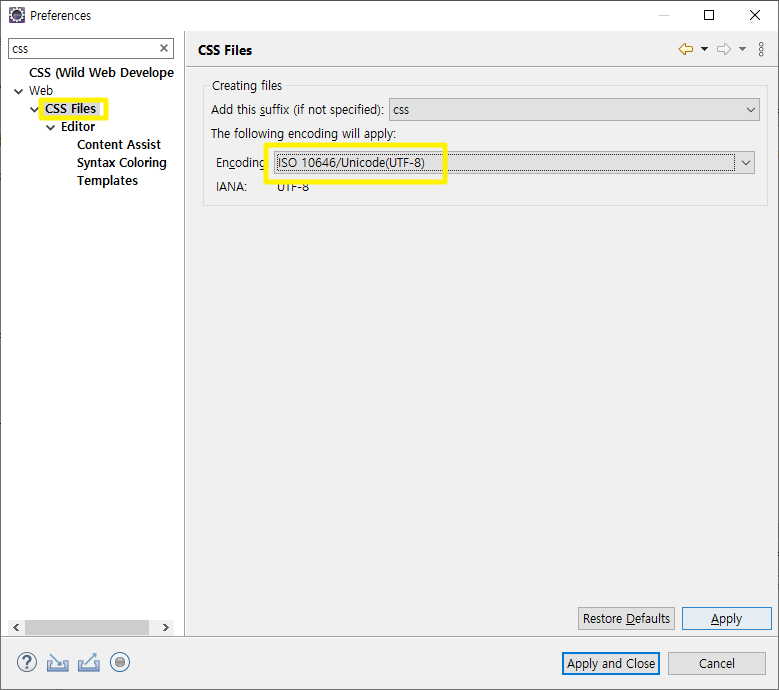 Preferences
css
CSS Files
CSS (Wild Web Develope
Web
CSS Files
Editor
Content Assist
Syntax Coloring
Templates
Creating files
Add this suffix (if not specified): css
The following encoding will apply:
Encoding: ISO 10646/Unicode(UTF-8)
IANA: UTF-8
Restore Defaults
Apply
Apply and Close
Cancel